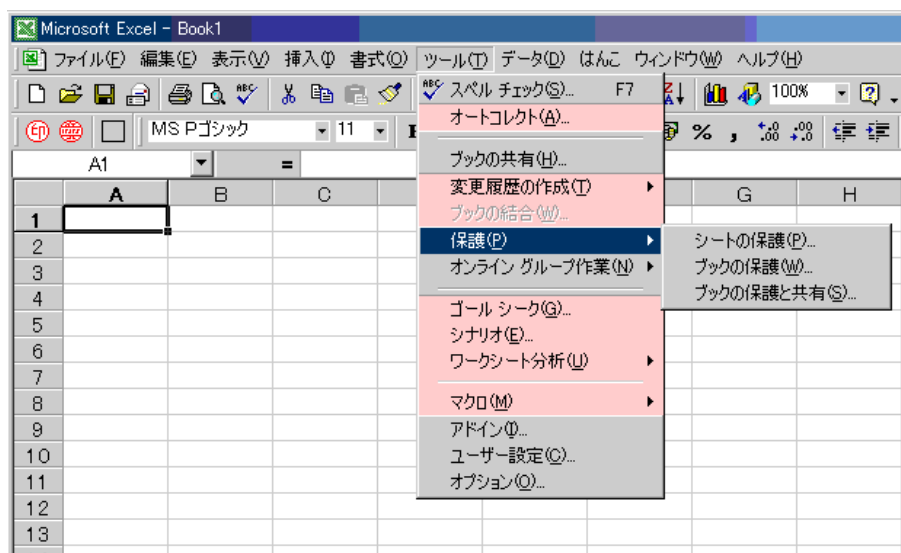 Microsoft Excel - Book1
ファイル(F) 編集(E) 表示(V) 挿入(I) 書式(O) ツール(T) データ(D) はんこ ウィンドウ(W) ヘルプ(H)
ABC スペル チェック(S)... F7 100%
オートコレクト(A)...
印 MS Pゴシック 11 % ,
ブックの共有(H)...
A1 =
変更履歴の作成(T)
A B C G H
ブックの結合(W)...
1
保護(P) シートの保護(P)...
2
オンライン グループ作業(N) ブックの保護(W)...
3
ブックの保護と共有(S)...
4
ゴール シーク(G)...
5
シナリオ(E)...
6
ワークシート分析(U)
7
マクロ(M)
8
アドイン(I)...
9
ユーザー設定(C)...
10
オプション(O)...
11
12
13